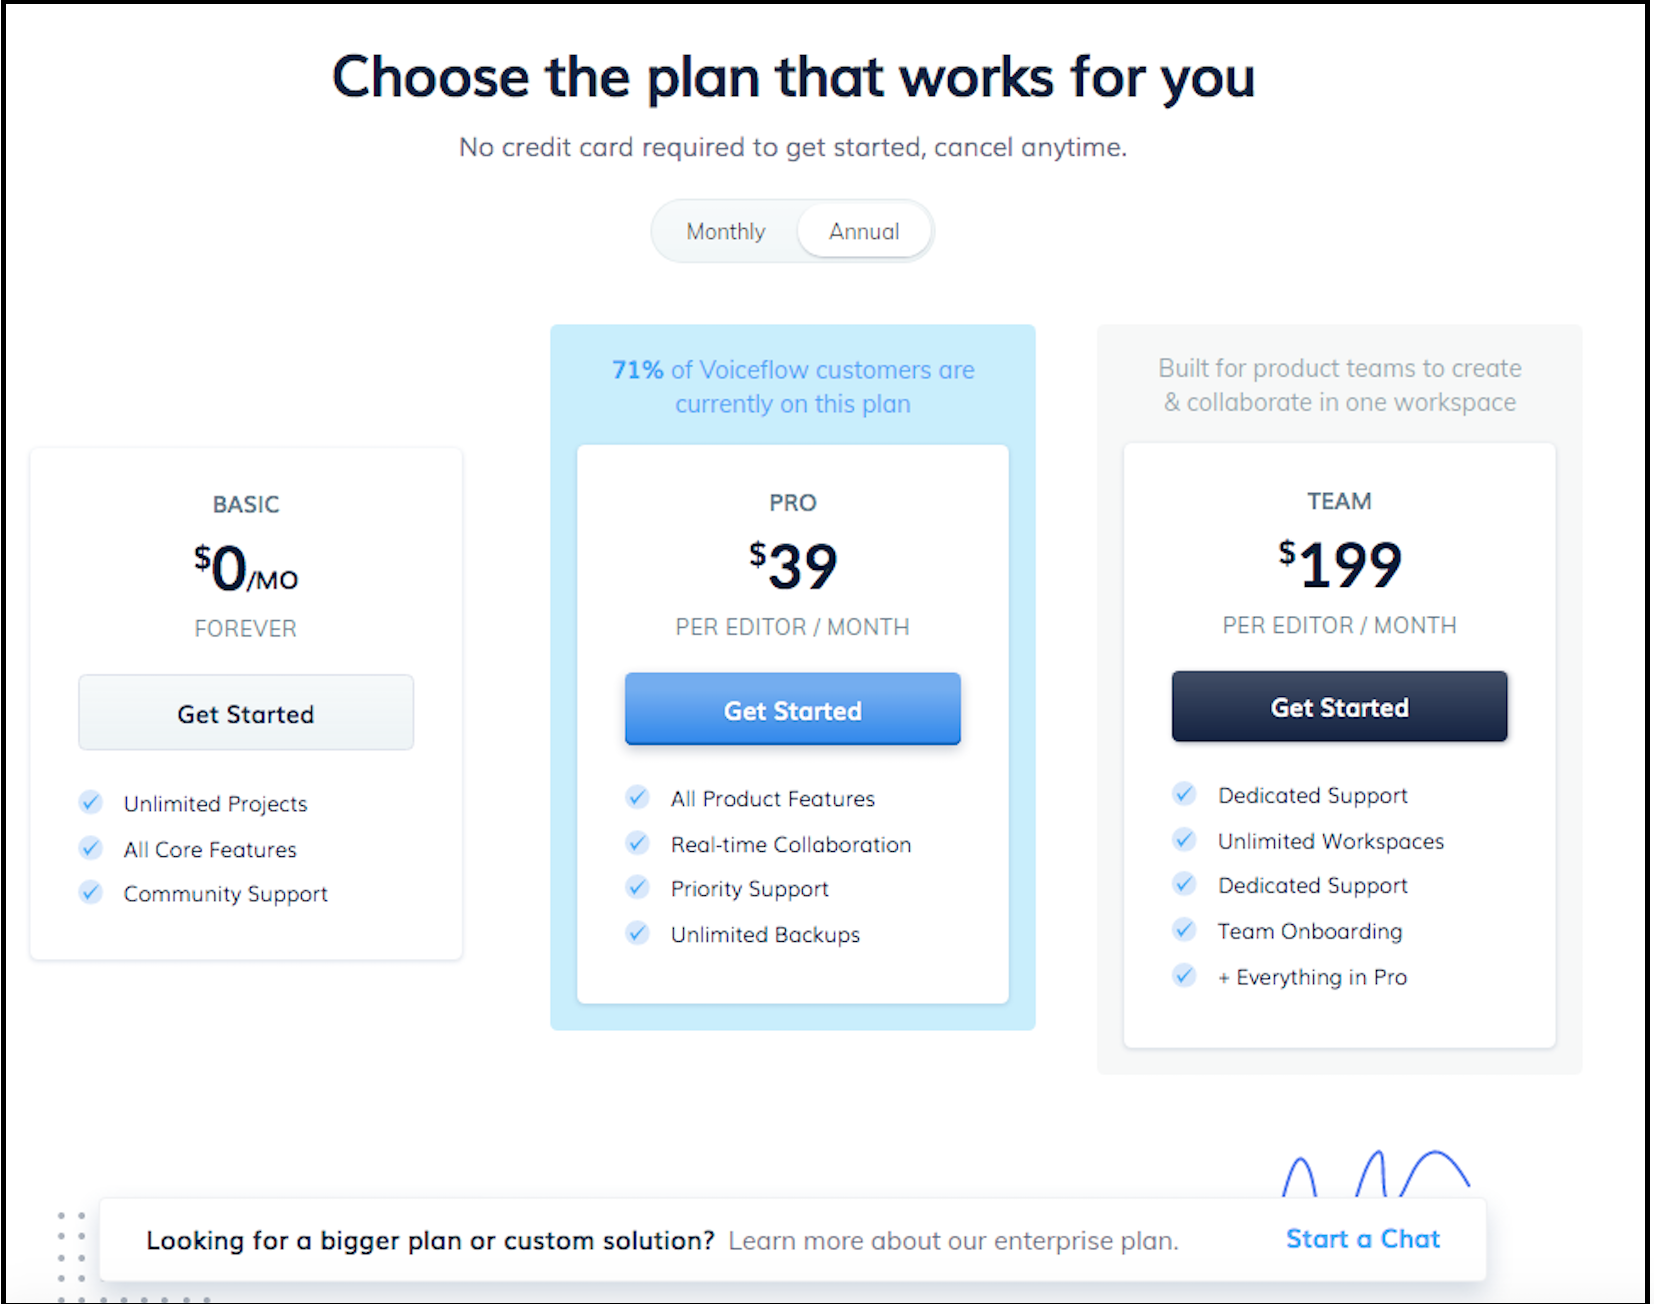 Choose the plan that works for you
No credit card required to get started, cancel anytime.
Monthly
Annual
BASIC
$0/MO
FOREVER
Get Started
Unlimited Projects
All Core Features
Community Support
71% of Voiceflow customers are
currently on this plan
PRO
$39
PER EDITOR / MONTH
Get Started
All Product Features
Real-time Collaboration
Priority Support
Unlimited Backups
Built for product teams to create
& collaborate in one workspace
TEAM
$199
PER EDITOR / MONTH
Get Started
Dedicated Support
Unlimited Workspaces
Dedicated Support
Team Onboarding
+ Everything in Pro
Looking for a bigger plan or custom solution? Learn more about our enterprise plan.
Start a Chat